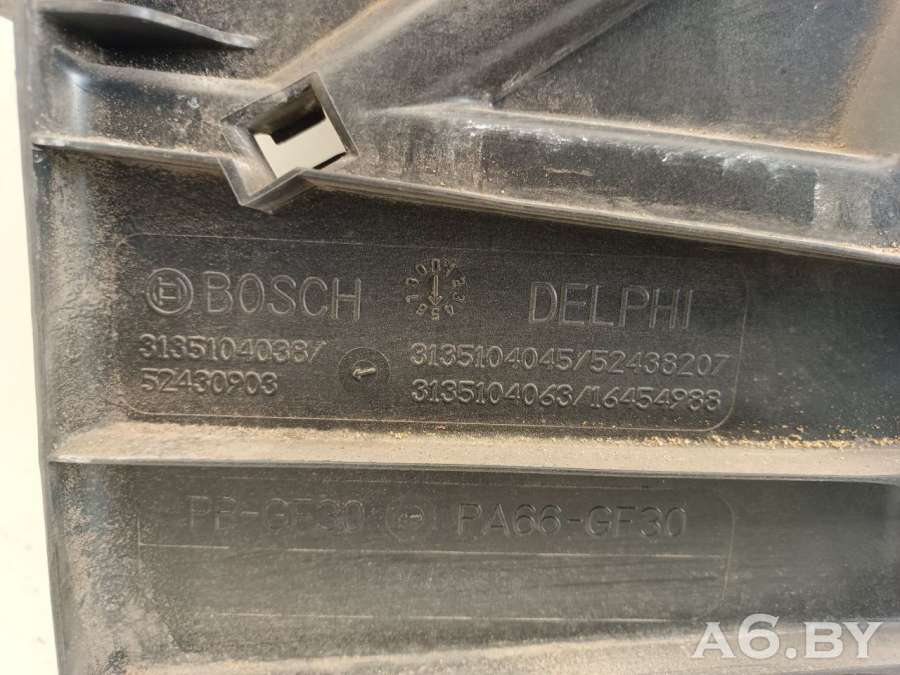 BOSCH DELPHI
3135104038/ 3135104045/52438207
52430903 3135104063/16454988
PP-GF30 PA66-GF30
A6.BY